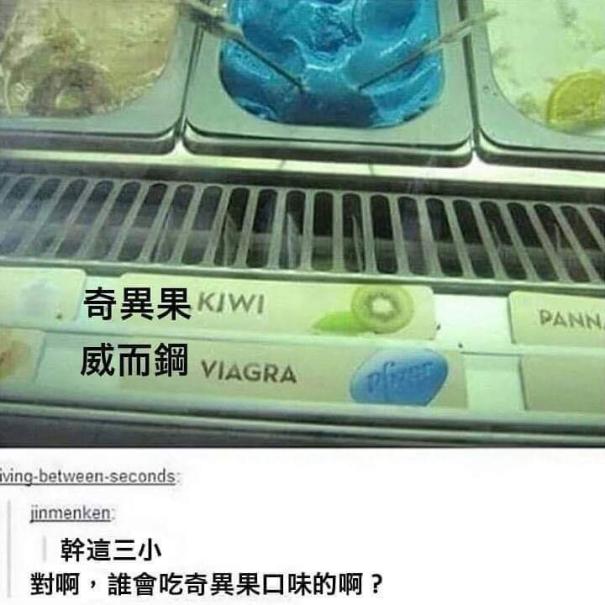 奇異果 KIWI
PANN
威而鋼 VIAGRA
Pfizer
iving-between-seconds:
jinmenken:
幹這三小
對啊，誰會吃奇異果口味的啊？